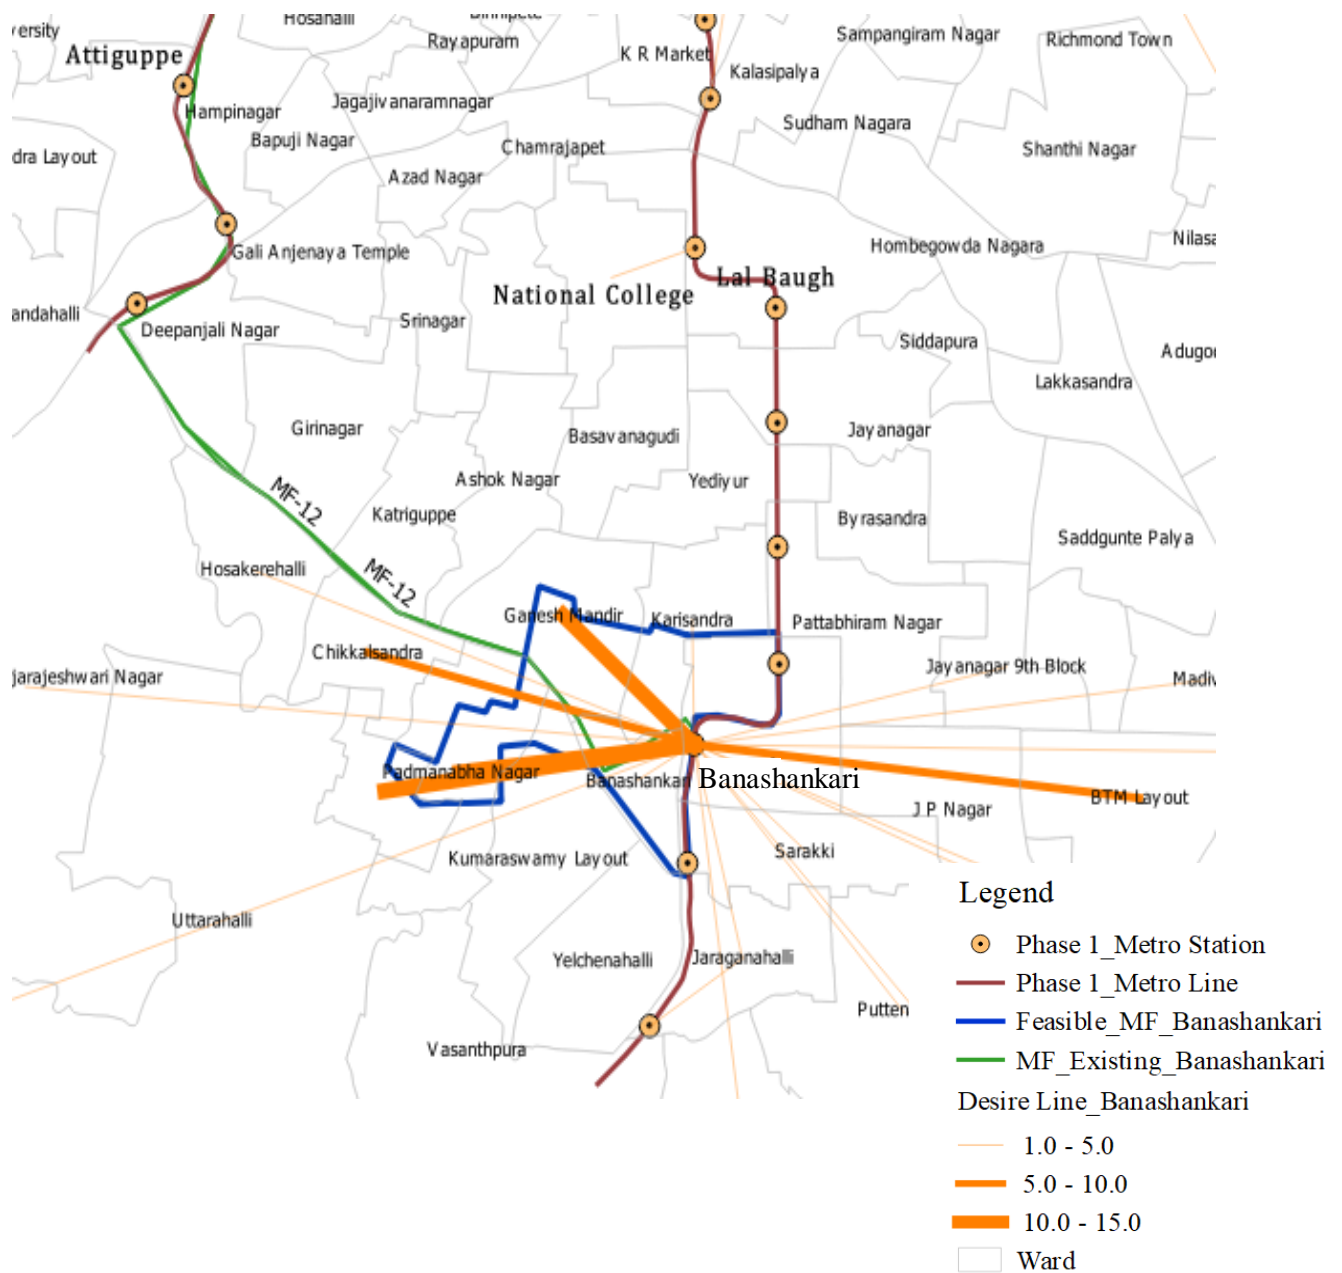 Hosahalli
Binnipete
Rayapuram
K R Market
Sampangiram Nagar
Richmond Town
versity
Attiguppe
Kalasipalya
Hampinagar
Jagajivanaramnagar
Sudham Nagara
Bapuji Nagar
Chamrajapet
Shanthi Nagar
dra Layout
Azad Nagar
Gali Anjenaya Temple
Hombegowda Nagara
Nilasa
National College
Lal Baugh
andahalli
Deepanjali Nagar
Srinagar
Siddapura
Adugo
Lakkasandra
Girinagar
Basavanagudi
Jayanagar
Ashok Nagar
Yediyur
MF-12
Katriguppe
Byrasandra
Saddgunte Palya
Hosakerehalli
MF-12
Ganesh Mandir
Karisandra
Pattabhiram Nagar
Chikkalsandra
Jayanagar 9th Block
jarajeshwari Nagar
Madiv
Padmanabha Nagar
Banashankari
Banashankari
BTM Layout
J P Nagar
Kumaraswamy Layout
Sarakki
Uttarahalli
Yelchenahalli
Jaraganahalli
Putten
Vasanthpura
Legend
Phase 1_Metro Station
Phase 1_Metro Line
Feasible_MF_Banashankari
MF_Existing_Banashankari
Desire Line_Banashankari
1.0 - 5.0
5.0 - 10.0
10.0 - 15.0
Ward